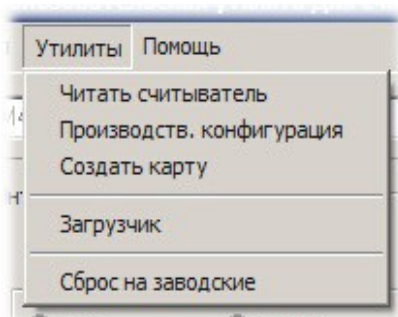 Утилиты Помощь
Читать считыватель
Производств. конфигурация
Создать карту
Загрузчик
Сброс на заводские